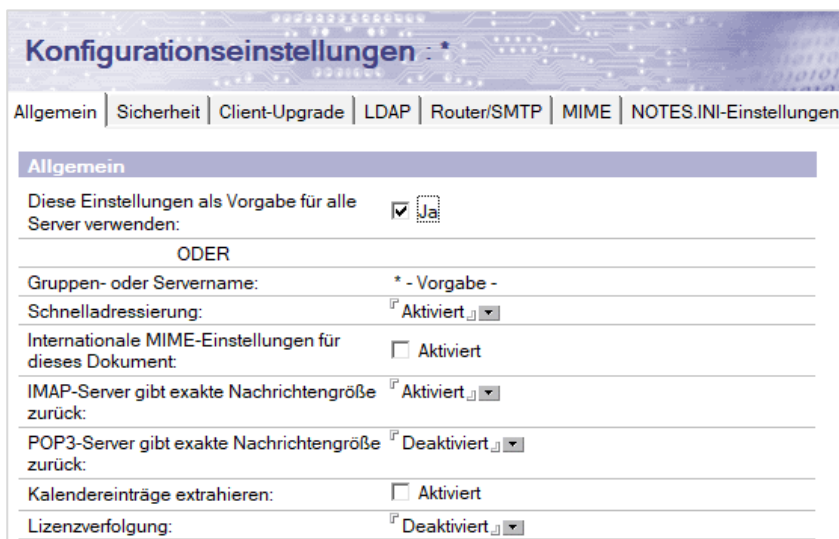 Konfigurationseinstellungen : *
Allgemein Sicherheit Client-Upgrade LDAP Router/SMTP MIME NOTES.INI-Einstellungen
Allgemein
Diese Einstellungen als Vorgabe für alle
Server verwenden:
Ja
ODER
Gruppen- oder Servername: * - Vorgabe -
Schnelladressierung: Aktiviert
Internationale MIME-Einstellungen für
dieses Dokument:
Aktiviert
IMAP-Server gibt exakte Nachrichtengröße Aktiviert
zurück:
POP3-Server gibt exakte Nachrichtengröße Deaktiviert
zurück:
Kalendereinträge extrahieren: Aktiviert
Lizenzverfolgung: Deaktiviert